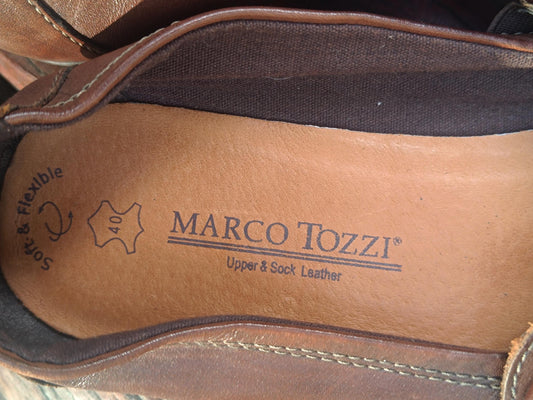 Soft & Flexible
40
MARCO TOZZI®
Upper & Sock Leather